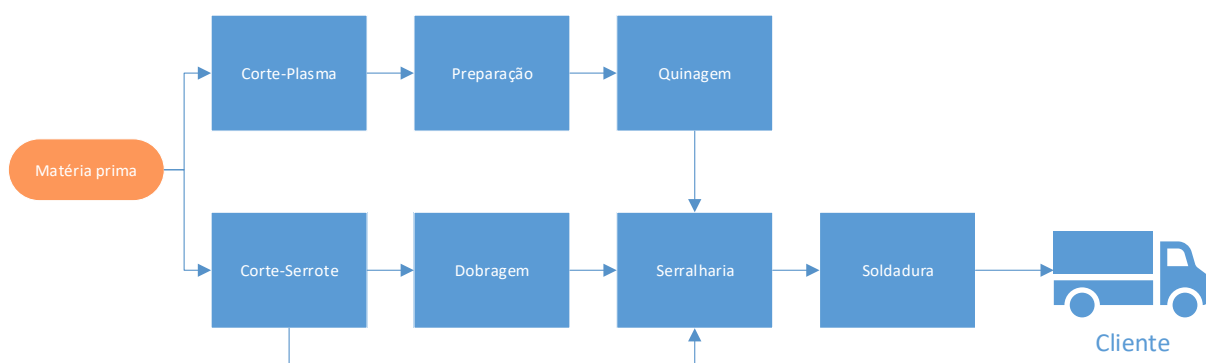 Corte-Plasma
Preparação
Quinagem
Matéria prima
Corte-Serrote
Dobragem
Serralharia
Soldadura
Cliente